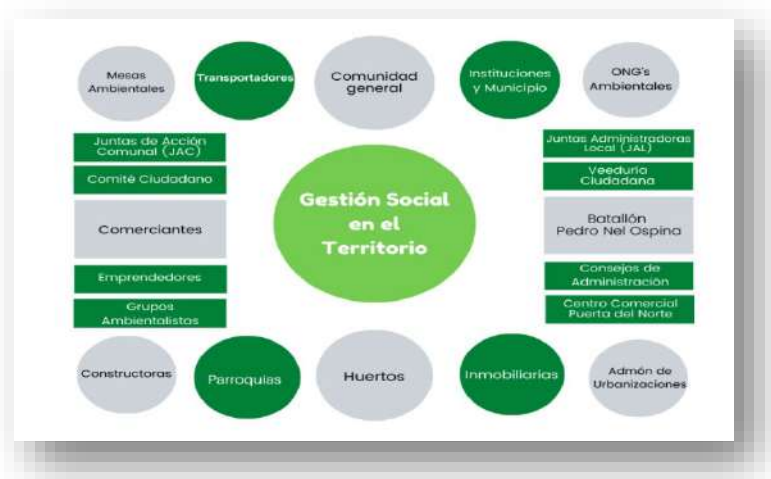 Mesas
Ambientales
Transportadores
Comunidad
general
Instituciones
y Municipio
ONG's
Ambientales
Juntas de Acción
Comunal (JAC)
Comité Ciudadano
Comerciantes
Emprendedores
Grupos
Ambientalistas
Gestión Social
en el
Territorio
Juntas Administradoras
Local (JAL)
Veeduría
Ciudadana
Batallón
Pedro Nel Ospina
Consejos de
Administración
Centro Comercial
Puerta del Norte
Constructoras
Parroquias
Huertos
Inmobiliarias
Admón de
Urbanizaciones